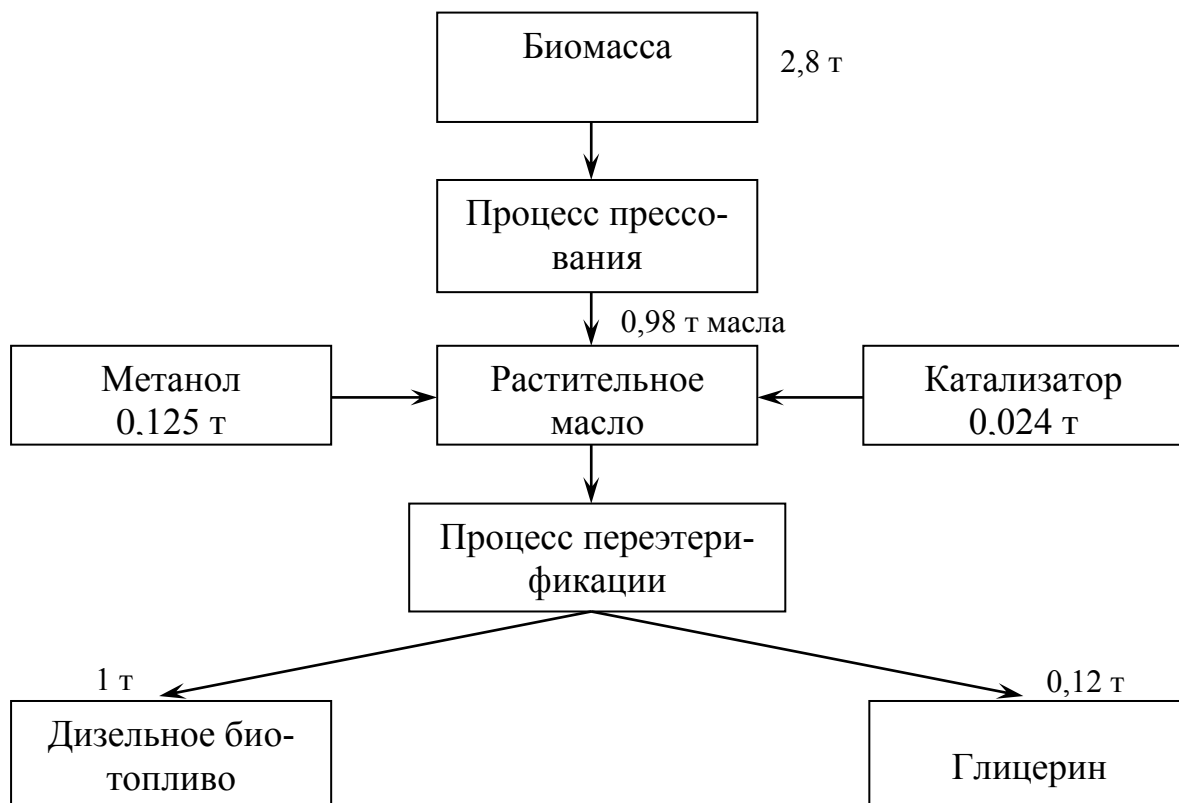 Биомасса
2,8 т
Процесс прессо-
вания
0,98 т масла
Метанол
0,125 т
Растительное
масло
Катализатор
0,024 т
Процесс переэтери-
фикации
1 т
0,12 т
Дизельное био-
топливо
Глицерин